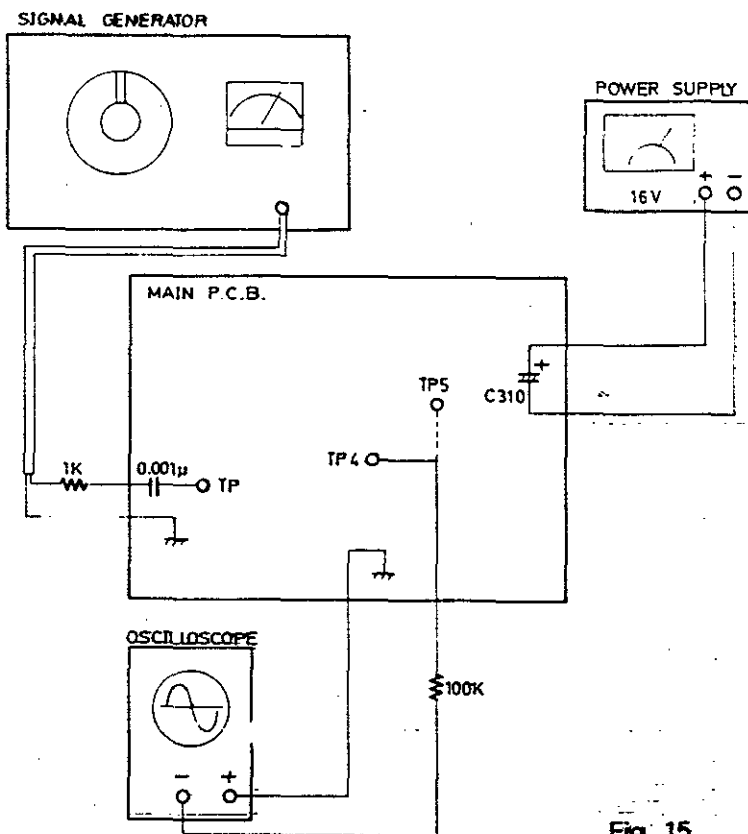 SIGNAL GENERATOR
POWER SUPPLY
+ −
16V
MAIN P.C.B.
+
C310
TP5
TP4
1K
0.001μ
TP
OSCILLOSCOPE
100K
− +
Fig. 15